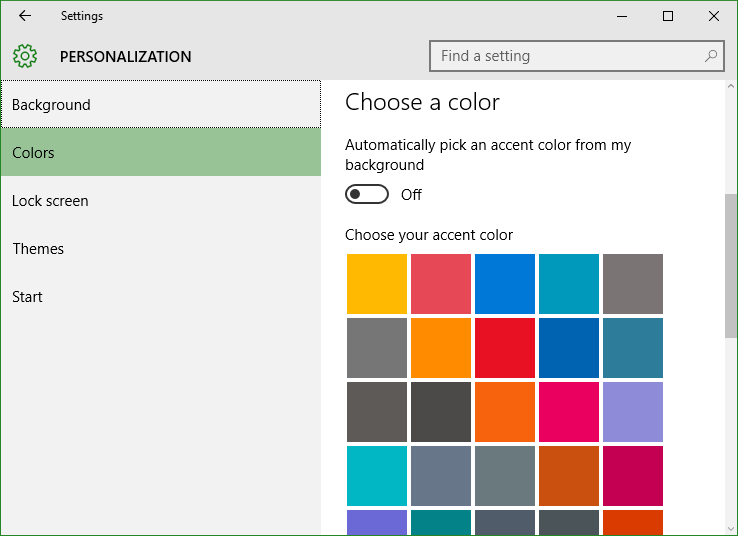 Settings
PERSONALIZATION
Find a setting
Background
Colors
Lock screen
Themes
Start
Choose a color
Automatically pick an accent color from my
background
Off
Choose your accent color